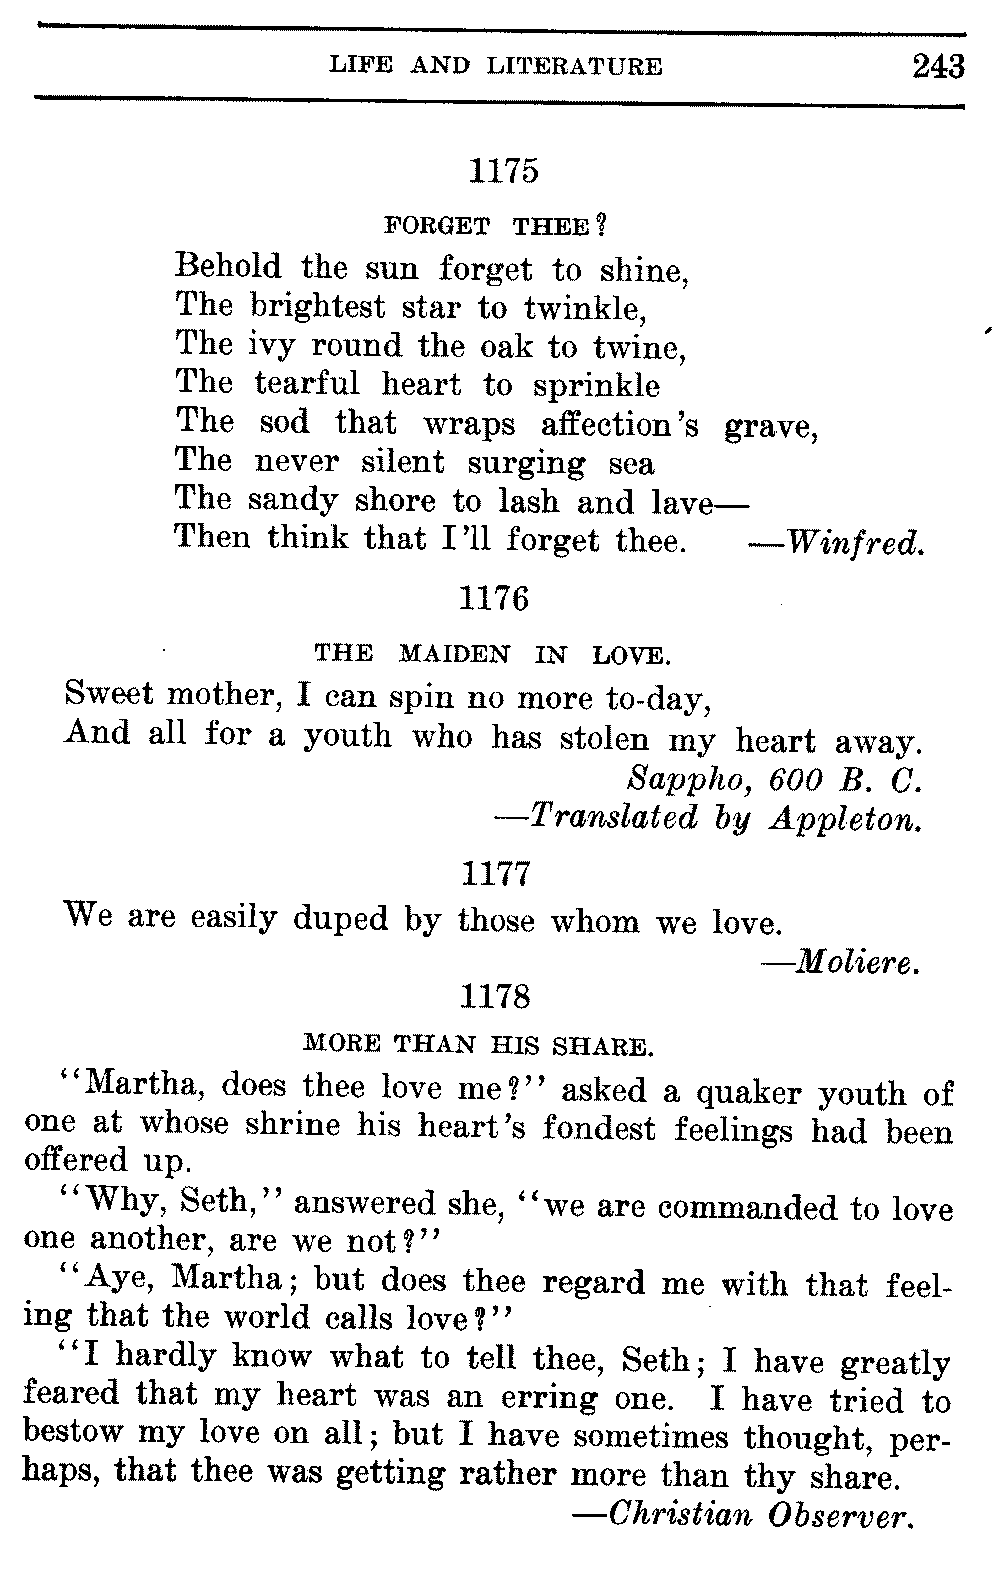 LIFE AND LITERATURE 243
1175
FORGET THEE?
Behold the sun forget to shine,
The brightest star to twinkle,
The ivy round the oak to twine,
The tearful heart to sprinkle
The sod that wraps affection's grave,
The never silent surging sea
The sandy shore to lash and lave—
Then think that I'll forget thee. —Winfred.
1176
THE MAIDEN IN LOVE.
Sweet mother, I can spin no more to-day,
And all for a youth who has stolen my heart away.
Sappho, 600 B. C.
—Translated by Appleton.
1177
We are easily duped by those whom we love.
—Moliere.
1178
MORE THAN HIS SHARE.
"Martha, does thee love me?" asked a quaker youth of
one at whose shrine his heart's fondest feelings had been
offered up.
"Why, Seth," answered she, "we are commanded to love
one another, are we not?"
"Aye, Martha; but does thee regard me with that feel-
ing that the world calls love?"
"I hardly know what to tell thee, Seth; I have greatly
feared that my heart was an erring one. I have tried to
bestow my love on all; but I have sometimes thought, per-
haps, that thee was getting rather more than thy share.
—Christian Observer.